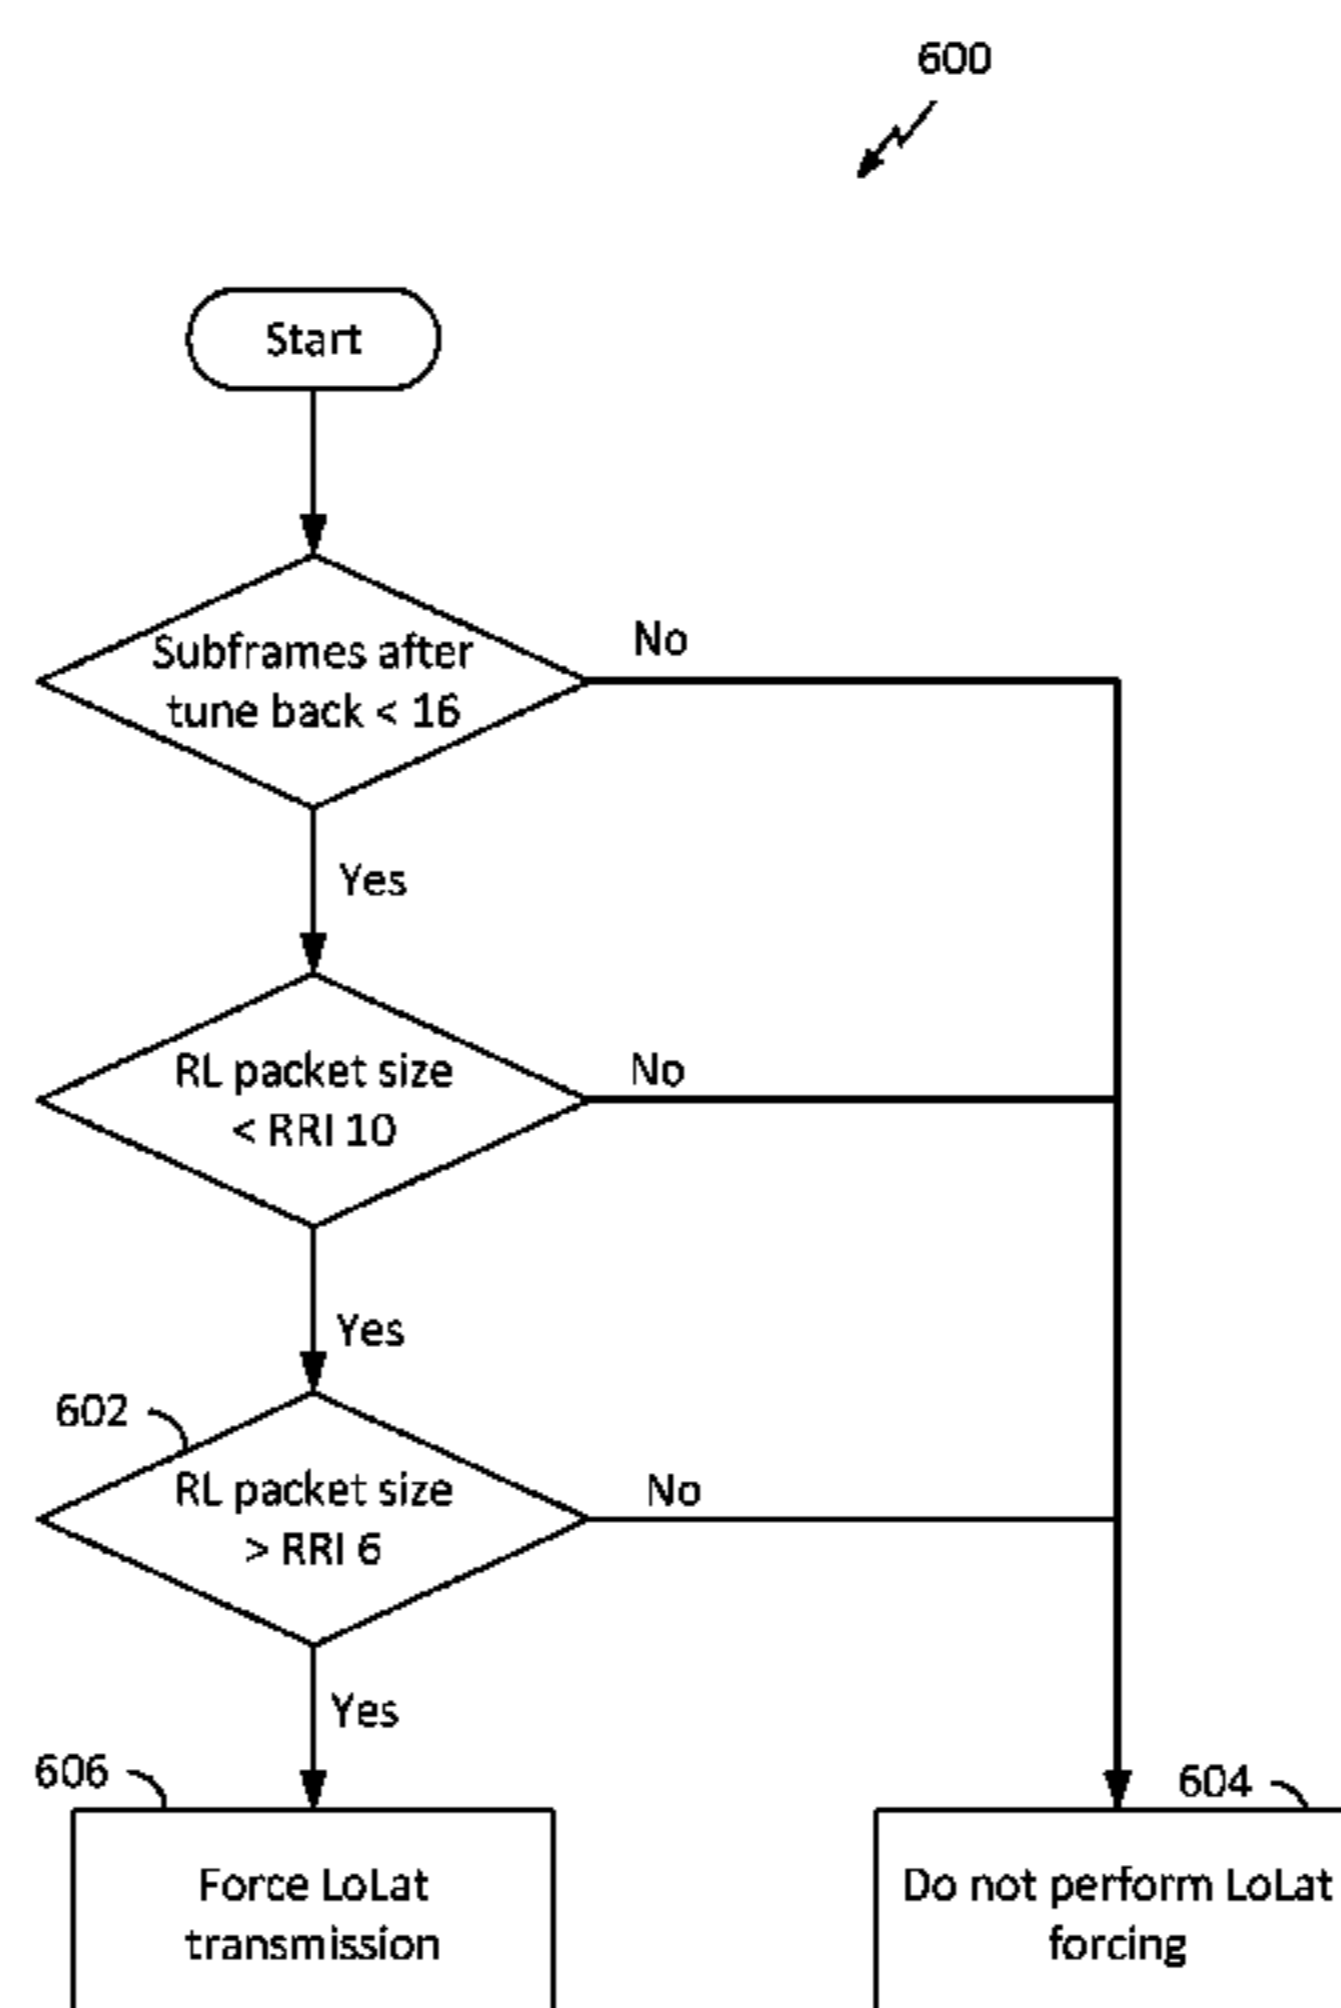 600
Start
Subframes after
tune back < 16
No
Yes
RL packet size
< RRI 10
No
Yes
602
RL packet size
> RRI 6
No
Yes
606
604
Force LoLat
transmission
Do not perform LoLat
forcing